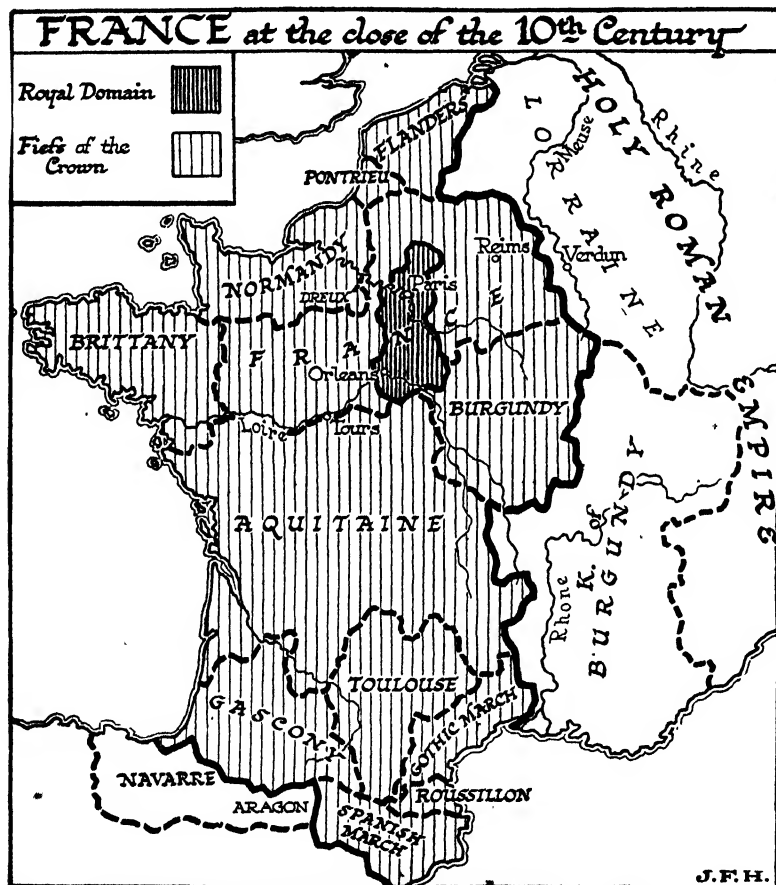 FRANCE at the close of the 10th Century
Royal Domain
Fiefs of the
Crown
FLANDERS
PONTRIEU
LORRAINE
Meuse
HOLY ROMAN
Rhine
EMPIRE
NORMANDY
DREUX
Reims
Verdun
Paris
BRITTANY
FRANCE
Orleans
BURGUNDY
Loire
Tours
AQUITAINE
K. of
BURGUNDY
Rhone
TOULOUSE
GASCONY
GOTHIC MARCH
NAVARRE
ARAGON
ROUSSILLON
SPANISH
MARCH
J.F.H.